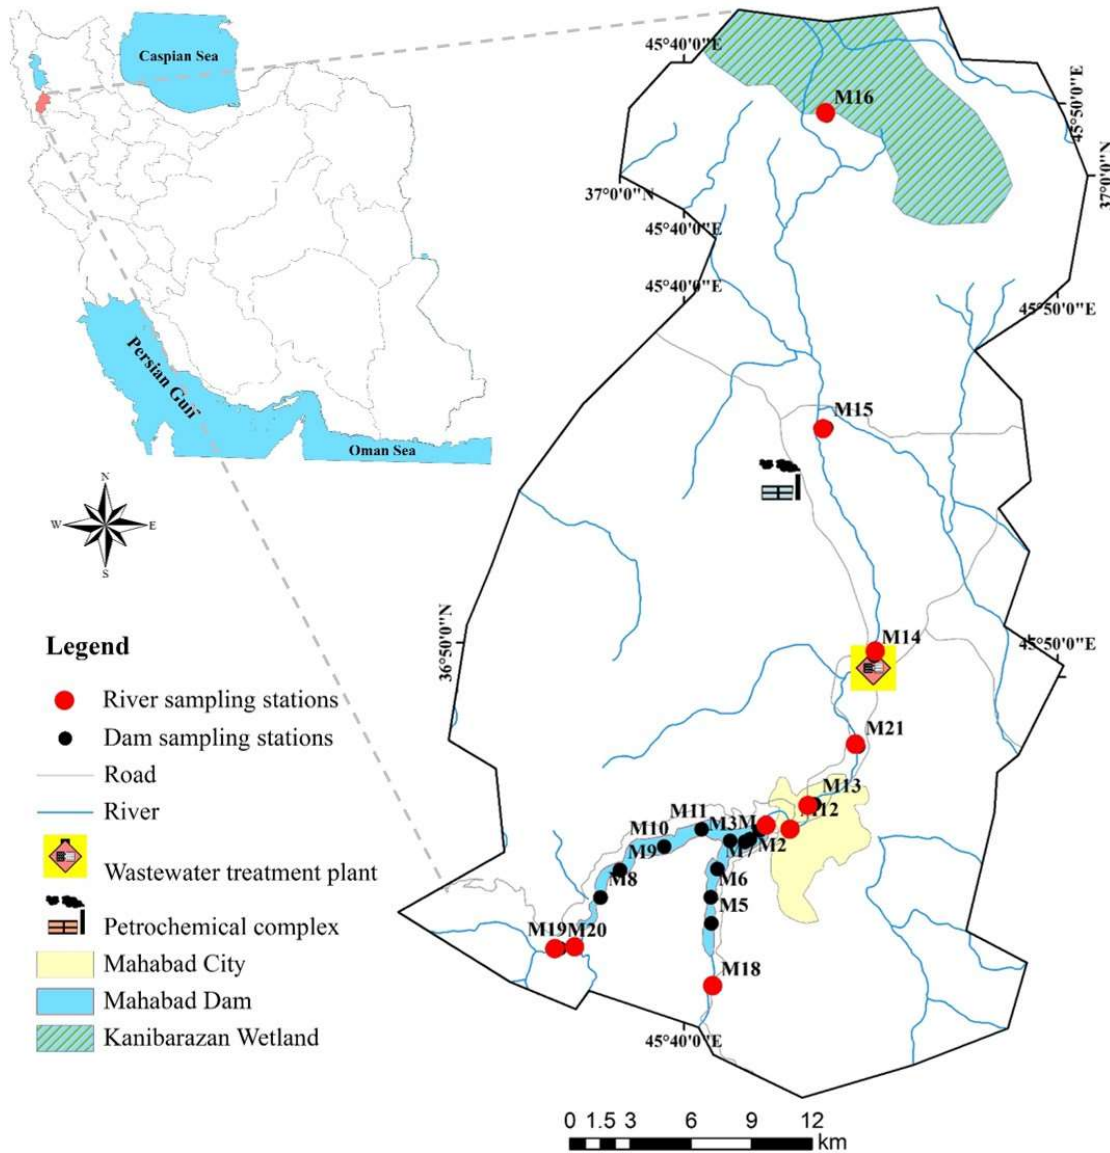 Caspian Sea
Persian Gulf
Oman Sea
N
W
E
S
45°40'0"E
45°50'0"E
M16
37°0'0"N
37°0'0"N
45°40'0"E
45°40'0"E
45°50'0"E
M15
36°50'0"N
M14
45°50'0"E
M21
M13
M12
M11
M3
M
M10
M7
M2
M9
M6
M8
M5
M19
M20
M18
45°40'0"E
Legend
River sampling stations
Dam sampling stations
Road
River
Wastewater treatment plant
Petrochemical complex
Mahabad City
Mahabad Dam
Kanibarazan Wetland
0 1.5 3 6 9 12
km